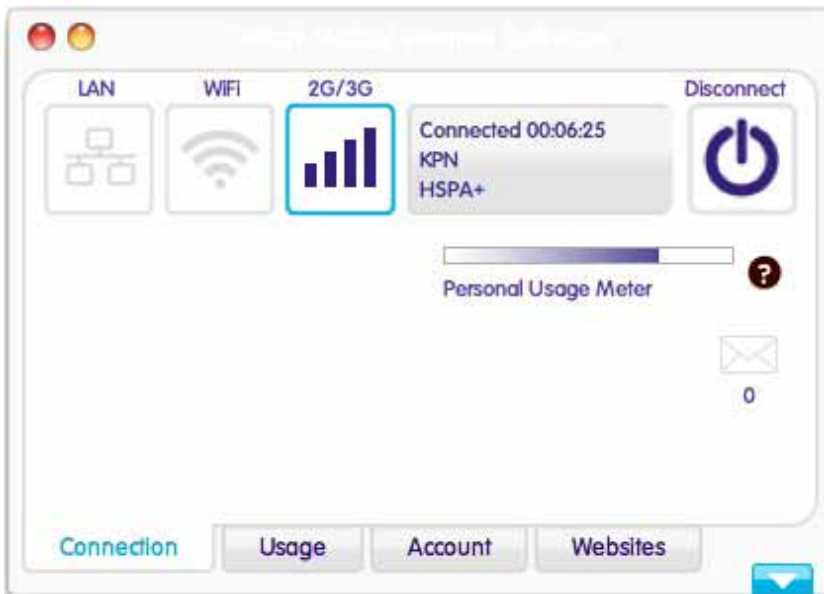 LAN WiFi 2G/3G Disconnect
Connected 00:06:25
KPN
HSPA+
?
Personal Usage Meter
0
Connection Usage Account Websites